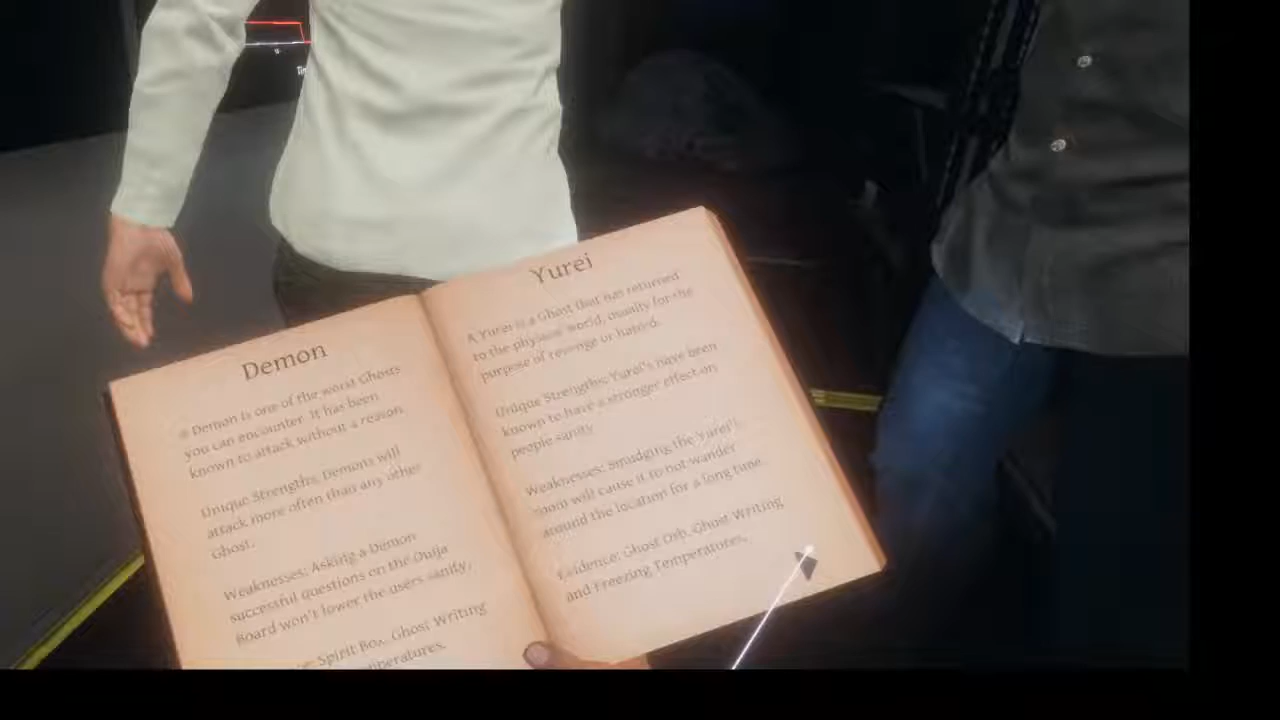 Demon
a Demon is one of the worst Ghosts
you can encounter. It has been
known to attack without a reason.
Unique Strengths: Demons will
attack more often than any other
Ghost.
Weaknesses: Asking a Demon
successful questions on the Ouija
Board won't lower the users sanity.
Spirit Box, Ghost Writing
Yurei
A Yurei is a Ghost that has returned
to the physical world, usually for the
purpose of revenge or hatred.
Unique Strengths: Yurei's have been
known to have a stronger effect on
people sanity.
Weaknesses: Smudging the Yurei's
room will cause it to not wander
around the location for a long time.
Evidence: Ghost Orb, Ghost Writing
and Freezing Temperatures.